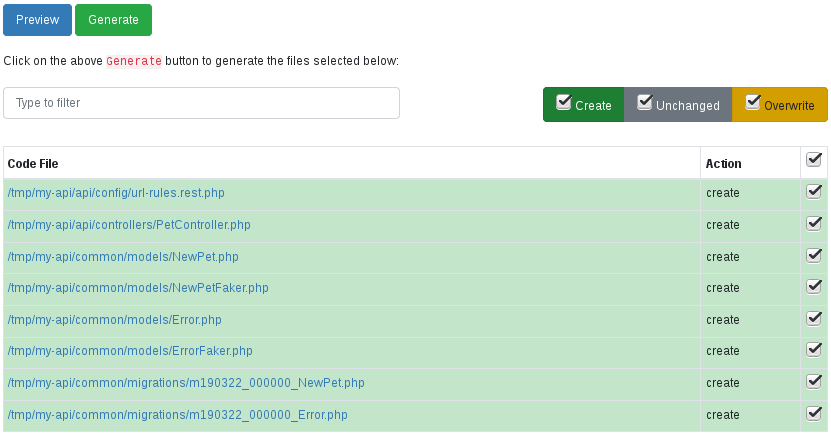 Preview Generate
Click on the above Generate button to generate the files selected below:
Type to filter Create Unchanged Overwrite
Code File Action
/tmp/my-api/api/config/url-rules.rest.php create
/tmp/my-api/api/controllers/PetController.php create
/tmp/my-api/common/models/NewPet.php create
/tmp/my-api/common/models/NewPetFaker.php create
/tmp/my-api/common/models/Error.php create
/tmp/my-api/common/models/ErrorFaker.php create
/tmp/my-api/common/migrations/m190322_000000_NewPet.php create
/tmp/my-api/common/migrations/m190322_000000_Error.php create